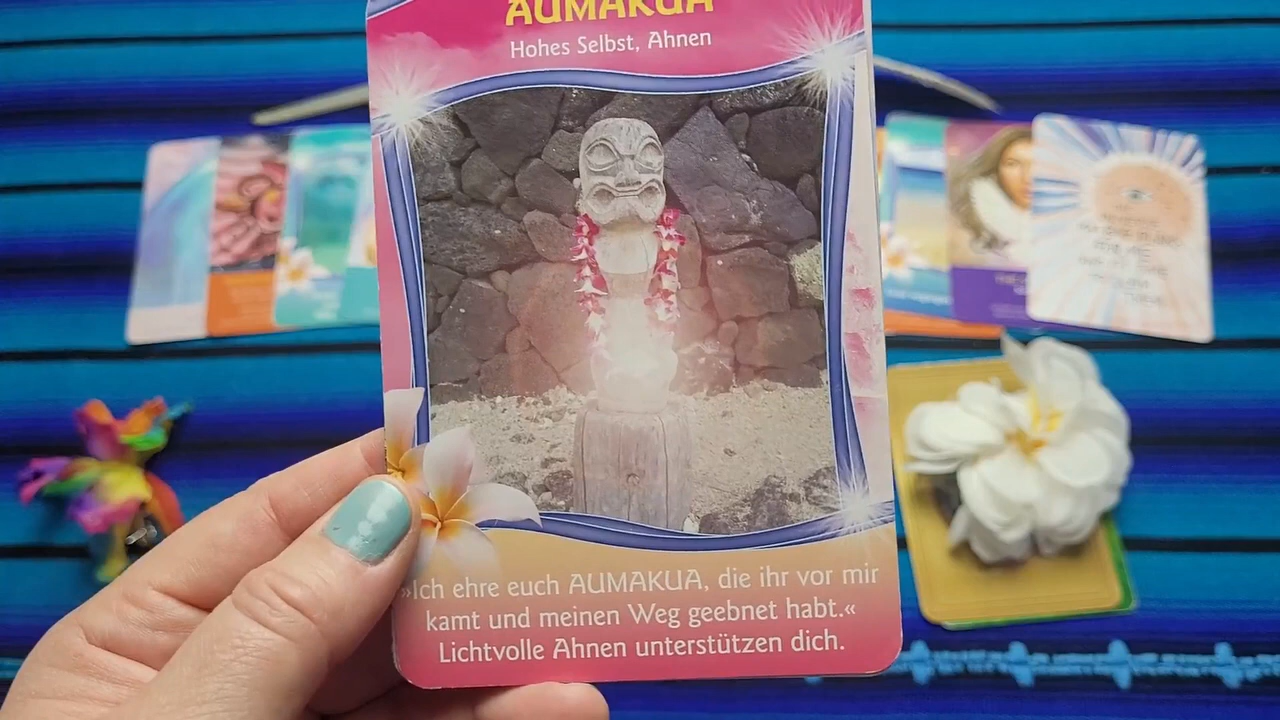 AUMAKUA
Hohes Selbst, Ahnen
»Ich ehre euch AUMAKUA, die ihr vor mir
kamt und meinen Weg geebnet habt.«
Lichtvolle Ahnen unterstützen dich.